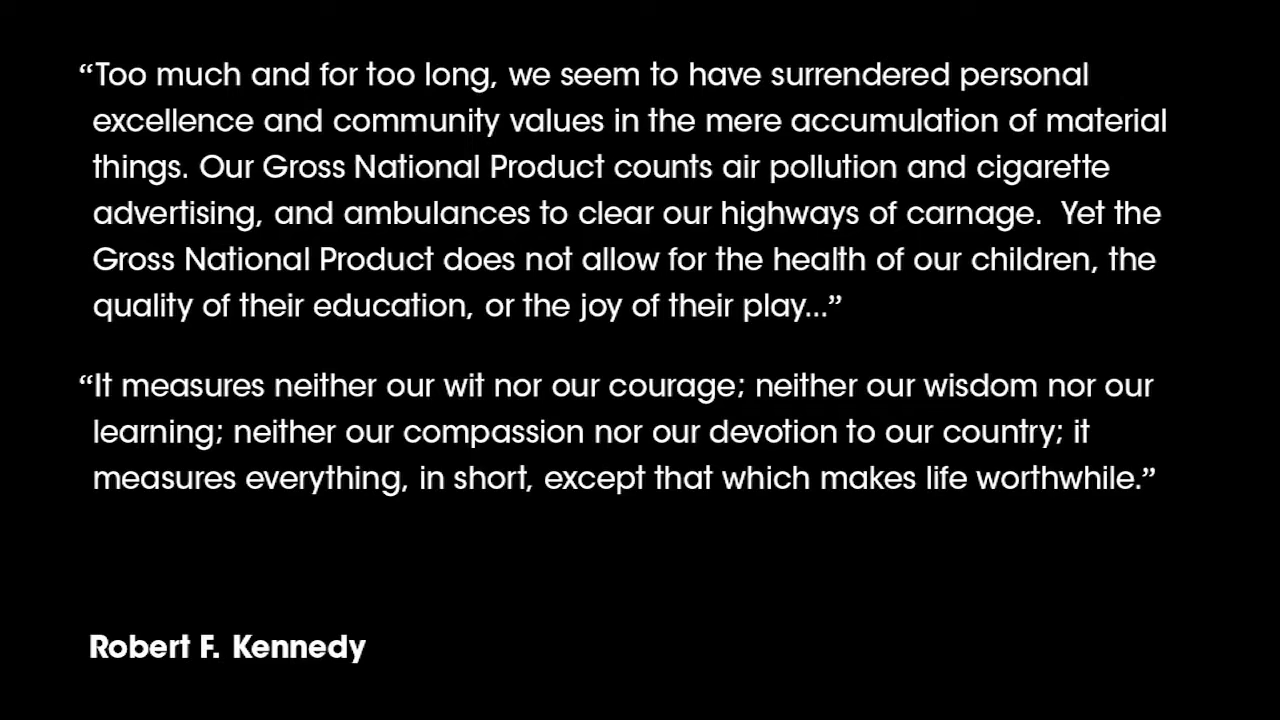 “Too much and for too long, we seem to have surrendered personal
excellence and community values in the mere accumulation of material
things. Our Gross National Product counts air pollution and cigarette
advertising, and ambulances to clear our highways of carnage.  Yet the
Gross National Product does not allow for the health of our children, the
quality of their education, or the joy of their play...”
“It measures neither our wit nor our courage; neither our wisdom nor our
learning; neither our compassion nor our devotion to our country; it
measures everything, in short, except that which makes life worthwhile.”
Robert F. Kennedy